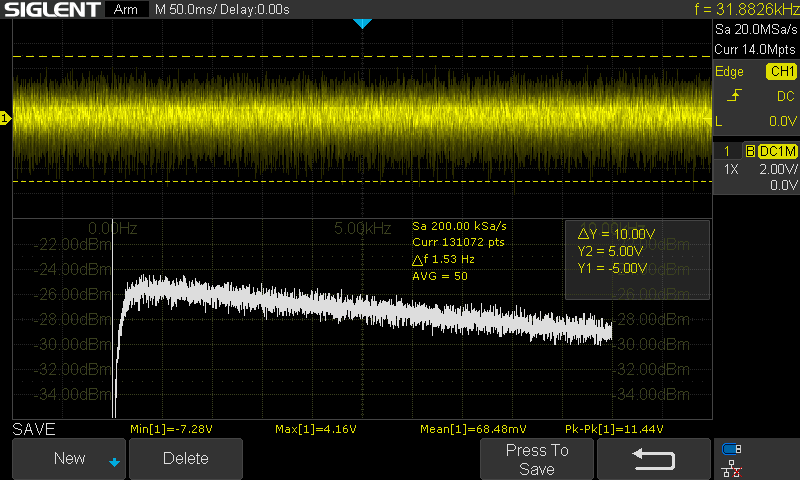 SIGLENT Arm M 50.0ms/ Delay:0.00s f = 31.8826kHz
Sa 20.0MSa/s
Curr 14.0Mpts
Edge CH1
DC
L 0.0V
1 B DC1M
1X 2.00V/
0.0V
1
0.00Hz 5.00kHz
-22.00dBm -22.00dBm
-24.00dBm -24.00dBm
-26.00dBm -26.00dBm
-28.00dBm -28.00dBm
-30.00dBm -30.00dBm
-32.00dBm -32.00dBm
-34.00dBm -34.00dBm
Sa 200.00 kSa/s
Curr 131072 pts
△f 1.53 Hz
AVG = 50
△Y = 10.00V
Y2 = 5.00V
Y1 = -5.00V
SAVE Min[1]=-7.28V Max[1]=4.16V Mean[1]=68.48mV Pk-Pk[1]=11.44V
New Delete Press To
Save